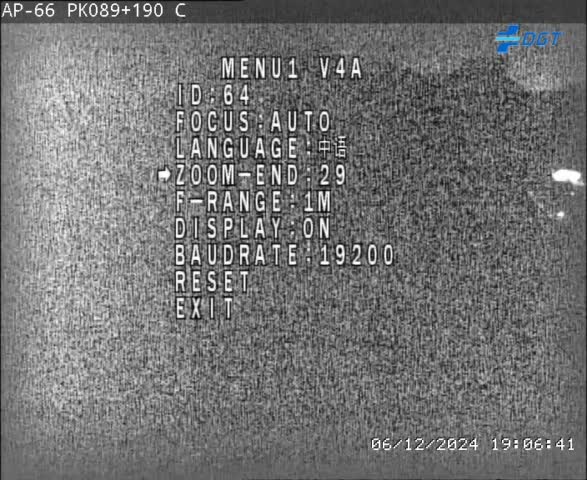 AP-66 PK089+190 C
DGT
MENU1 V4A
ID:64
FOCUS:AUTO
LANGUAGE:中语
ZOOM-END:29
F-RANGE:1M
DISPLAY:ON
BAUDRATE:19200
RESET
EXIT
06/12/2024 19:06:41